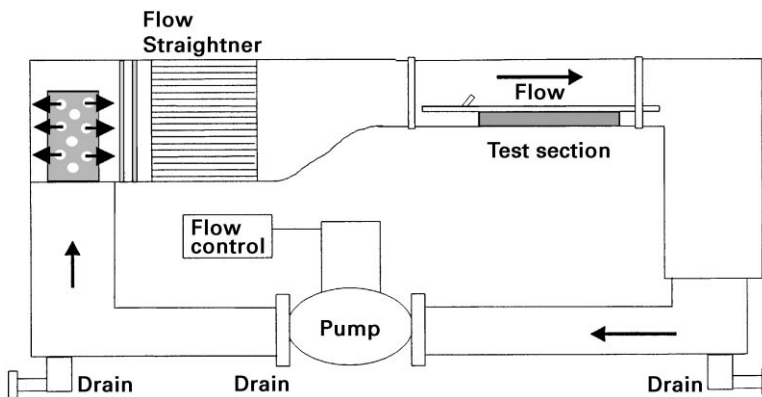 Flow
Straightner
Flow
Test section
Flow
control
Pump
Drain
Drain
Drain